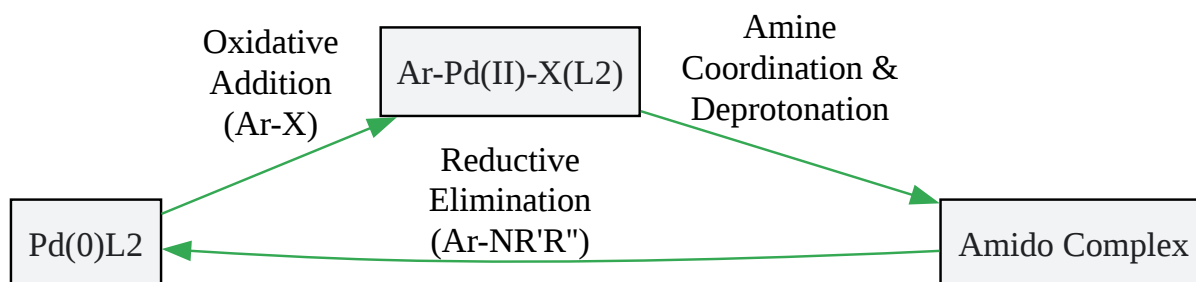 Oxidative
Addition
(Ar-X)
Ar-Pd(II)-X(L2)
Amine
Coordination &
Deprotonation
Reductive
Elimination
(Ar-NR'R")
Pd(0)L2
Amido Complex